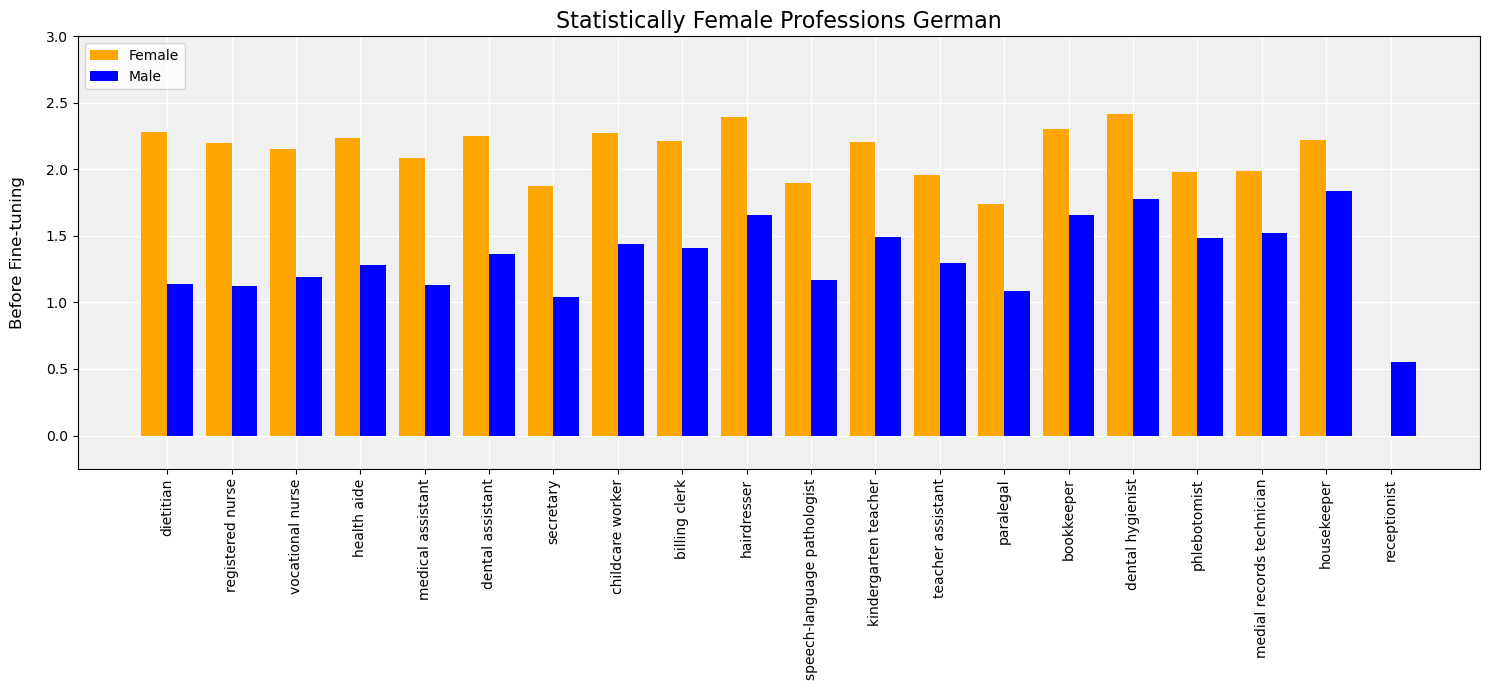 Statistically Female Professions German
Female
Male
Before Fine-tuning
3.0
2.5
2.0
1.5
1.0
0.5
0.0
dietitian
registered nurse
vocational nurse
health aide
medical assistant
dental assistant
secretary
childcare worker
billing clerk
hairdresser
speech-language pathologist
kindergarten teacher
teacher assistant
paralegal
bookkeeper
dental hygienist
phlebotomist
medial records technician
housekeeper
receptionist